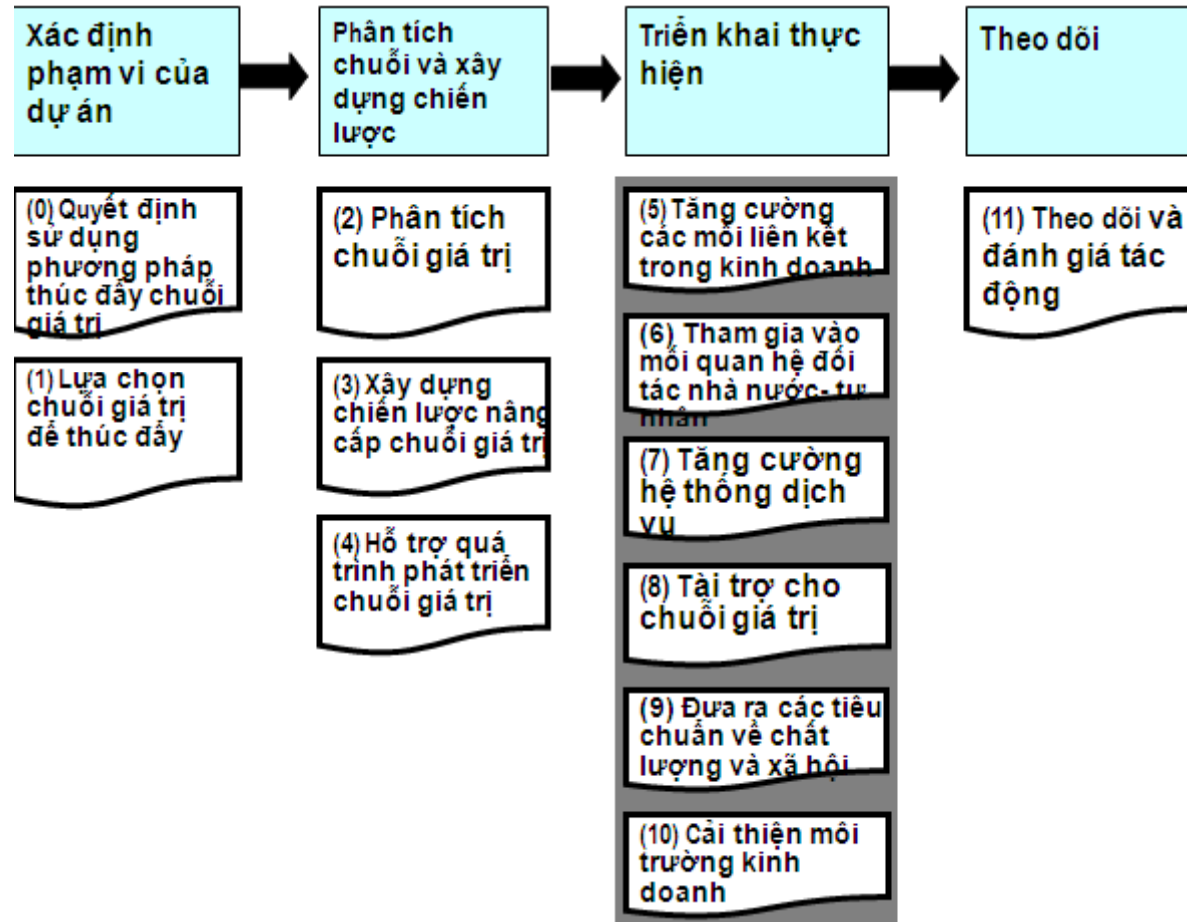 Xác định
phạm vi của
dự án
Phân tích
chuỗi và xây
dựng chiến
lược
Triển khai thực
hiện
Theo dõi
(0) Quyết định
sử dụng
phương pháp
thúc đẩy chuỗi
giá trị
(1) Lựa chọn
chuỗi giá trị
để thúc đẩy
(2) Phân tích
chuỗi giá trị
(3) Xây dựng
chiến lược nâng
cấp chuỗi giá trị
(4) Hỗ trợ quá
trình phát triển
chuỗi giá trị
(5) Tăng cường
các mối liên kết
trong kinh doanh
(6) Tham gia vào
mối quan hệ đối
tác nhà nước- tư
nhân
(7) Tăng cường
hệ thống dịch
vụ
(8) Tài trợ cho
chuỗi giá trị
(9) Đưa ra các tiêu
chuẩn về chất
lượng và xã hội
(10) Cải thiện môi
trường kinh
doanh
(11) Theo dõi và
đánh giá tác
động